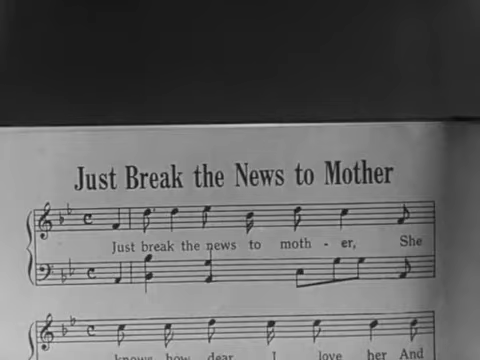 Just Break the News to Mother
Just break the news to moth - er, She
knows how dear I love her And